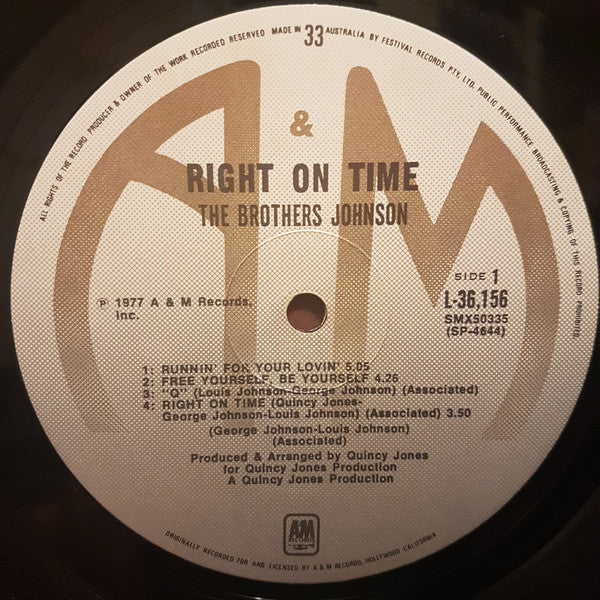 ALL RIGHTS OF THE RECORD PRODUCER & OWNER OF THE WORK RECORDED RESERVED MADE IN 33 AUSTRALIA BY FESTIVAL RECORDS PTY, LTD. PUBLIC PERFORMANCE BROADCASTING & COPYING OF THIS RECORD PROHIBITED.
A & M
RIGHT ON TIME
THE BROTHERS JOHNSON
SIDE 1
L-36,156
SMX50335
(SP-4644)
℗ 1977 A & M Records,
Inc.
1: RUNNIN' FOR YOUR LOVIN' 5.05
2: FREE YOURSELF, BE YOURSELF 4.26
3: "Q" (Louis Johnson-George Johnson) (Associated)
4: RIGHT ON TIME (Quincy Jones-
George Johnson-Louis Johnson) (Associated) 3.50
(George Johnson-Louis Johnson)
(Associated)
Produced & Arranged by Quincy Jones
for Quincy Jones Production
A Quincy Jones Production
AM
RECORDS
ORIGINALLY RECORDED FOR AND LICENSED BY A & M RECORDS, HOLLYWOOD CALIFORNIA